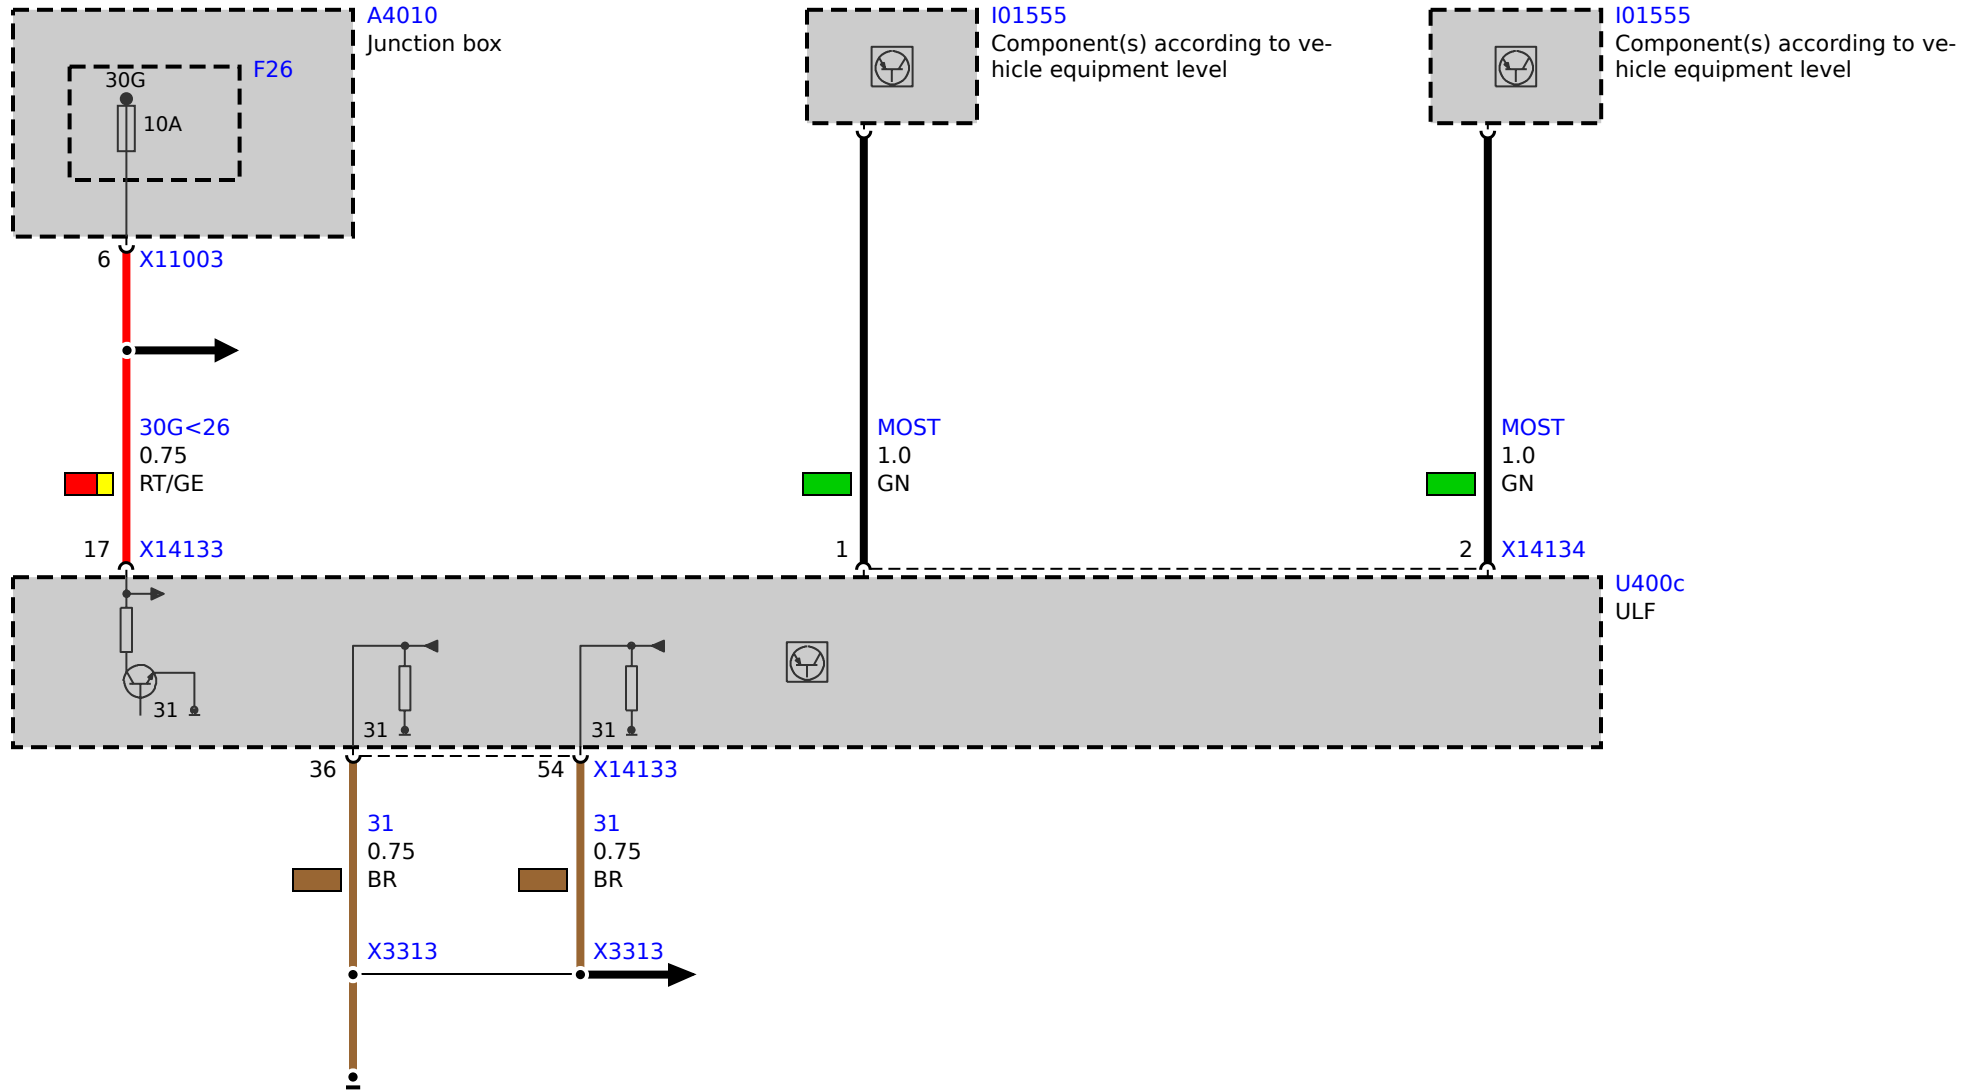 A4010
Junction box
F26
30G
10A
6
X11003
I01555
Component(s) according to ve-
hicle equipment level
I01555
Component(s) according to ve-
hicle equipment level
30G<26
0.75
RT/GE
MOST
1.0
GN
MOST
1.0
GN
17
X14133
1
2
X14134
U400c
ULF
31
31
31
36
54
X14133
31
0.75
BR
31
0.75
BR
X3313
X3313